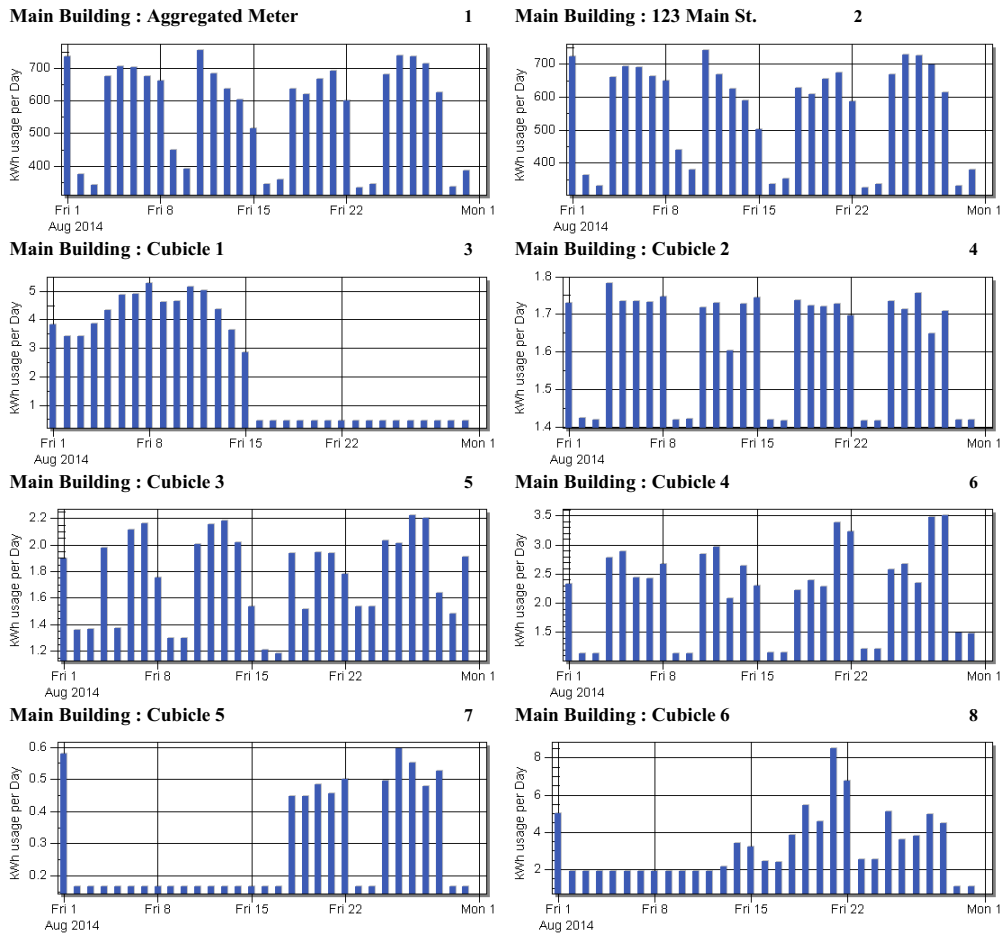 Main Building : Aggregated Meter 1
kWh usage per Day
700
600
500
400
Fri 1 Fri 8 Fri 15 Fri 22 Mon 1
Aug 2014
Main Building : 123 Main St. 2
kWh usage per Day
700
600
500
400
Fri 1 Fri 8 Fri 15 Fri 22 Mon 1
Aug 2014
Main Building : Cubicle 1 3
kWh usage per Day
5
4
3
2
1
Fri 1 Fri 8 Fri 15 Fri 22 Mon 1
Aug 2014
Main Building : Cubicle 2 4
kWh usage per Day
1.8
1.7
1.6
1.5
1.4
Fri 1 Fri 8 Fri 15 Fri 22 Mon 1
Aug 2014
Main Building : Cubicle 3 5
kWh usage per Day
2.2
2.0
1.8
1.6
1.4
1.2
Fri 1 Fri 8 Fri 15 Fri 22 Mon 1
Aug 2014
Main Building : Cubicle 4 6
kWh usage per Day
3.5
3.0
2.5
2.0
1.5
Fri 1 Fri 8 Fri 15 Fri 22 Mon 1
Aug 2014
Main Building : Cubicle 5 7
kWh usage per Day
0.6
0.5
0.4
0.3
0.2
Fri 1 Fri 8 Fri 15 Fri 22 Mon 1
Aug 2014
Main Building : Cubicle 6 8
kWh usage per Day
8
6
4
2
Fri 1 Fri 8 Fri 15 Fri 22 Mon 1
Aug 2014